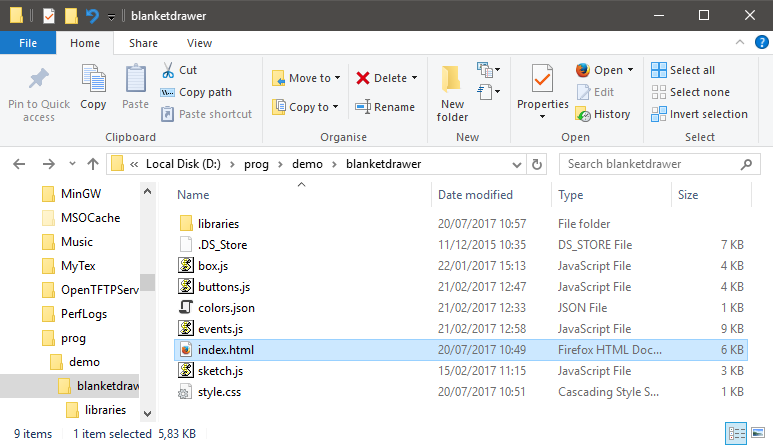 blanketdrawer
File Home Share View
Pin to Quick access
Copy
Paste
Cut
Copy path
Paste shortcut
Clipboard
Move to
Copy to
Delete
Rename
Organise
New folder
New
Properties
Open
Edit
History
Open
Select all
Select none
Invert selection
Select
« Local Disk (D:) prog demo blanketdrawer
Search blanketdrawer
MinGW
MSOCache
Music
MyTex
OpenTFTPServ
PerfLogs
prog
demo
blanketdraw
libraries
Name Date modified Type Size
libraries 20/07/2017 10:57 File folder
.DS_Store 11/12/2015 10:35 DS_STORE File 7 KB
box.js 22/01/2017 15:13 JavaScript File 4 KB
buttons.js 21/02/2017 12:47 JavaScript File 4 KB
colors.json 21/02/2017 12:33 JSON File 1 KB
events.js 21/02/2017 12:58 JavaScript File 9 KB
index.html 20/07/2017 10:49 Firefox HTML Doc... 6 KB
sketch.js 15/02/2017 11:15 JavaScript File 3 KB
style.css 20/07/2017 10:51 Cascading Style S... 1 KB
9 items 1 item selected 5,83 KB